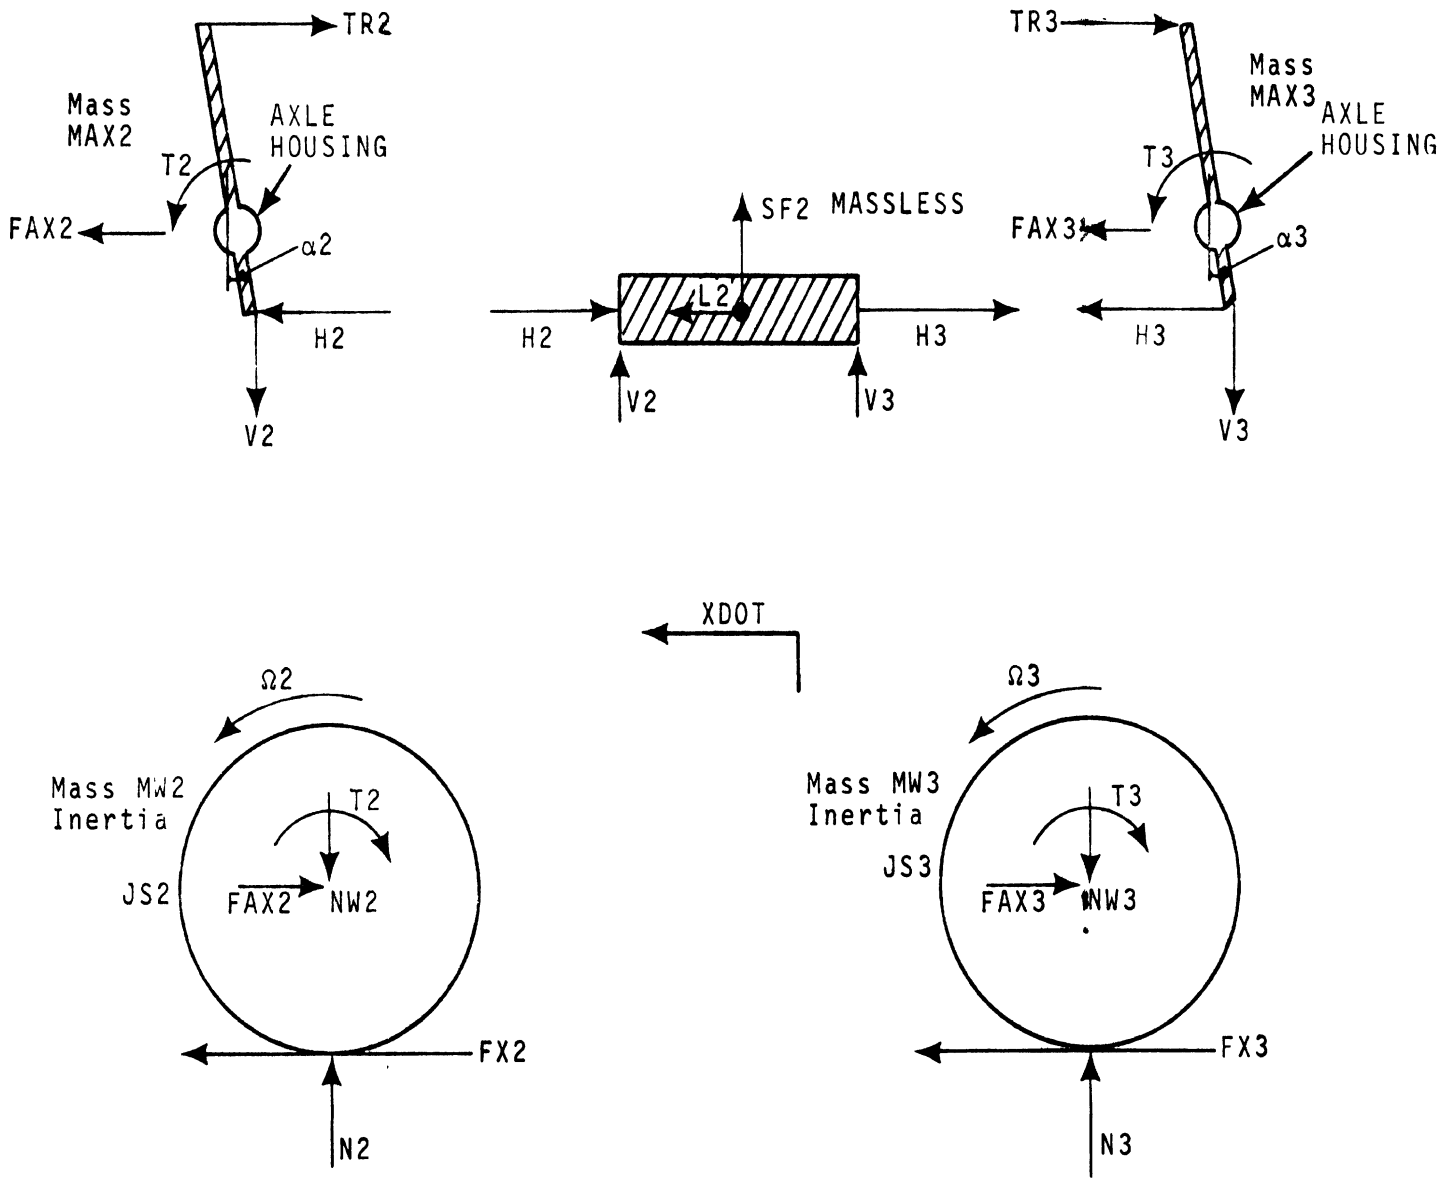 TR2
TR3
Mass
MAX2
AXLE
HOUSING
T2
FAX2
α2
H2
V2
SF2 MASSLESS
L2
H2
H3
V2
V3
Mass
MAX3
AXLE
HOUSING
T3
FAX3
α3
H3
V3
XDOT
Ω2
Mass MW2
Inertia
JS2
T2
FAX2
NW2
FX2
N2
Ω3
Mass MW3
Inertia
JS3
T3
FAX3
NW3
FX3
N3